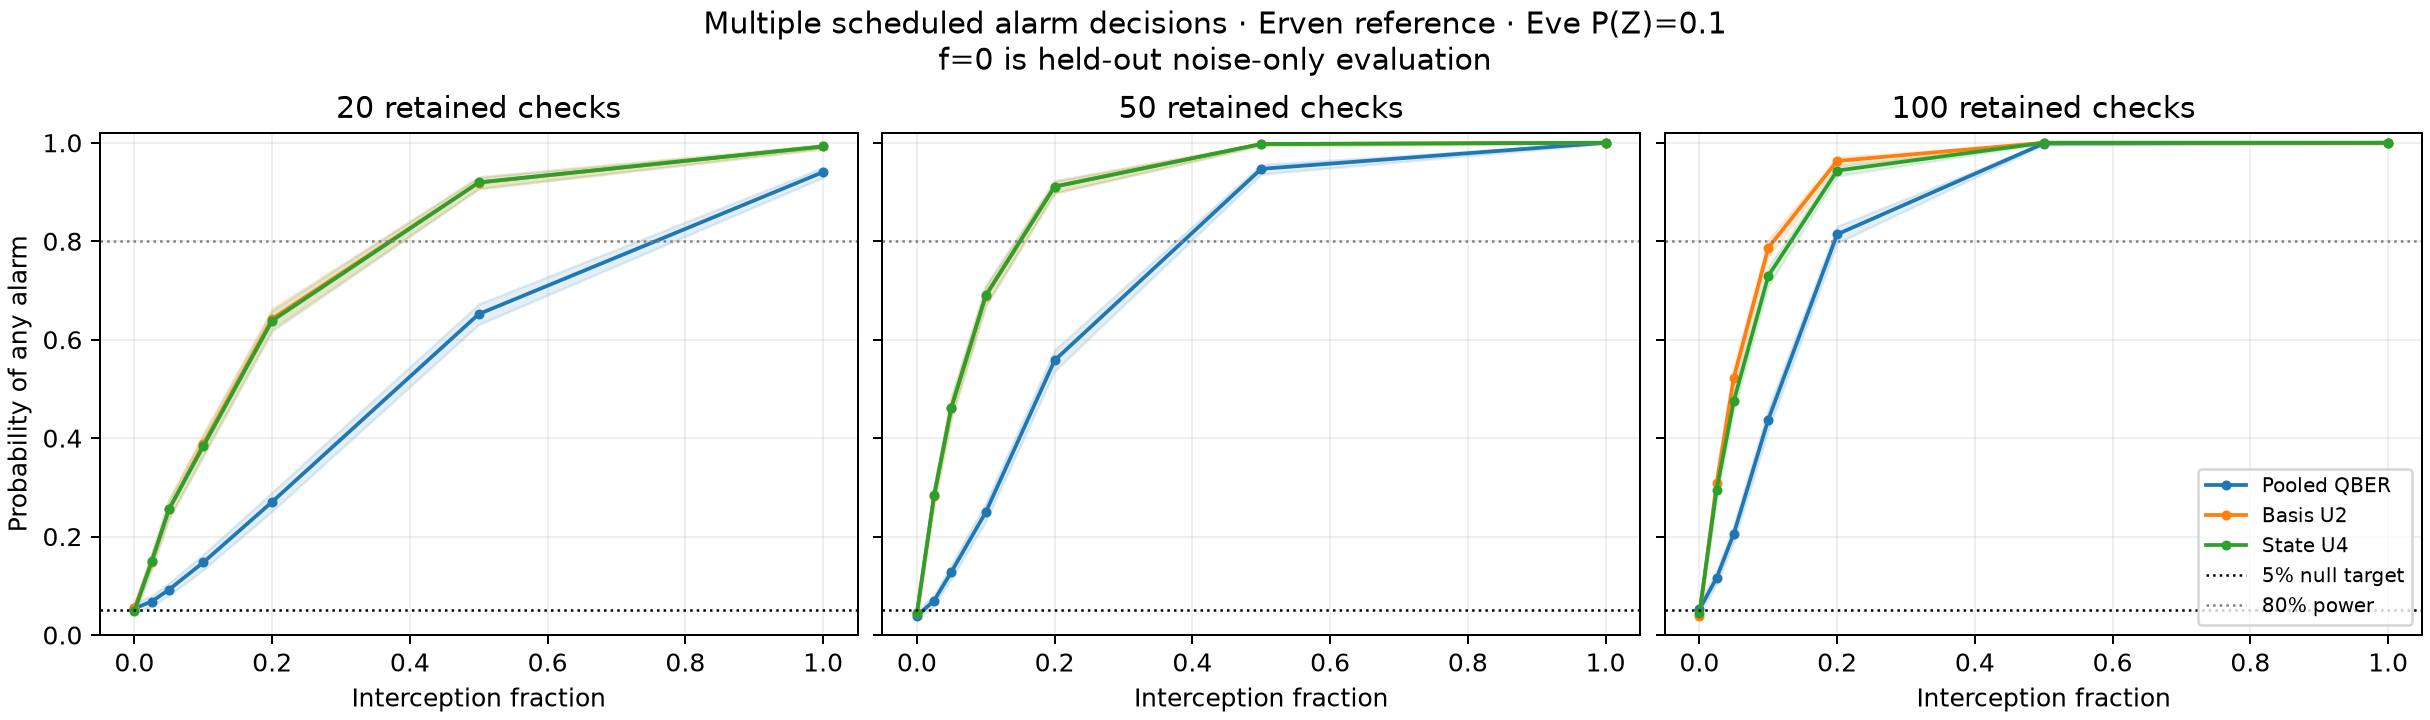 Multiple scheduled alarm decisions · Erven reference · Eve P(Z)=0.1
f=0 is held-out noise-only evaluation
20 retained checks
50 retained checks
100 retained checks
Probability of any alarm
1.0
0.8
0.6
0.4
0.2
0.0
0.0 0.2 0.4 0.6 0.8 1.0
Interception fraction
0.0 0.2 0.4 0.6 0.8 1.0
Interception fraction
Pooled QBER
Basis U2
State U4
5% null target
80% power
0.0 0.2 0.4 0.6 0.8 1.0
Interception fraction